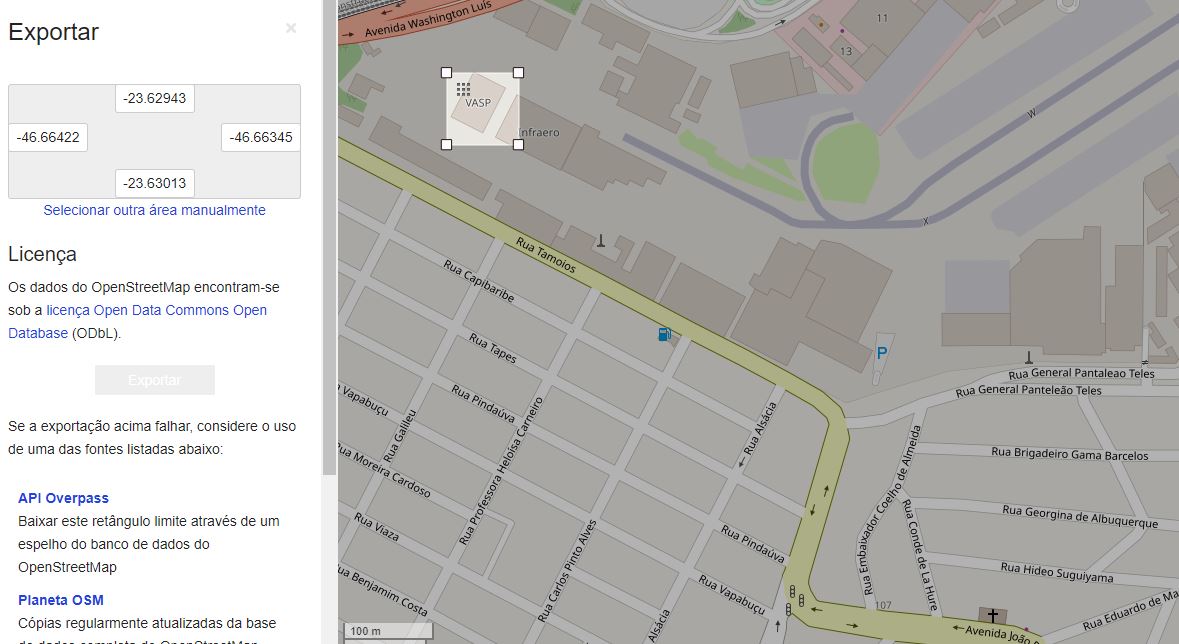 Exportar
×
-23.62943
-46.66422
-46.66345
-23.63013
Selecionar outra área manualmente
Licença
Os dados do OpenStreetMap encontram-se
sob a licença Open Data Commons Open
Database (ODbL).
Exportar
Se a exportação acima falhar, considere o uso
de uma das fontes listadas abaixo:
API Overpass
Baixar este retângulo limite através de um
espelho do banco de dados do
OpenStreetMap
Planeta OSM
Cópias regularmente atualizadas da base
de dados completa do OpenStreetMap
Avenida Washington Luís
11
13
VASP
Infraero
W
X
Rua Tamoios
Rua Capibaribe
Rua Tapes
Rua Pindaúva
Vapabuçu
Rua Galileu
Rua Professora Heloísa Carneiro
Rua Moreira Cardoso
Rua Viaza
Rua Benjamim Costa
Rua Carlos Pinto Alves
Alsácia
Rua Alsácia
Rua Pindaúva
Rua Vapabuçu
P
Rua General Pantaleao Teles
Rua General Panteleão Teles
Rua Brigadeiro Gama Barcelos
Rua Embaixador Coelho de Almeida
Rua Conde de La Hure
Rua Georgina de Albuquerque
Rua Hideo Suguiyama
Rua Eduardo de Ma
107
Avenida João
100 m